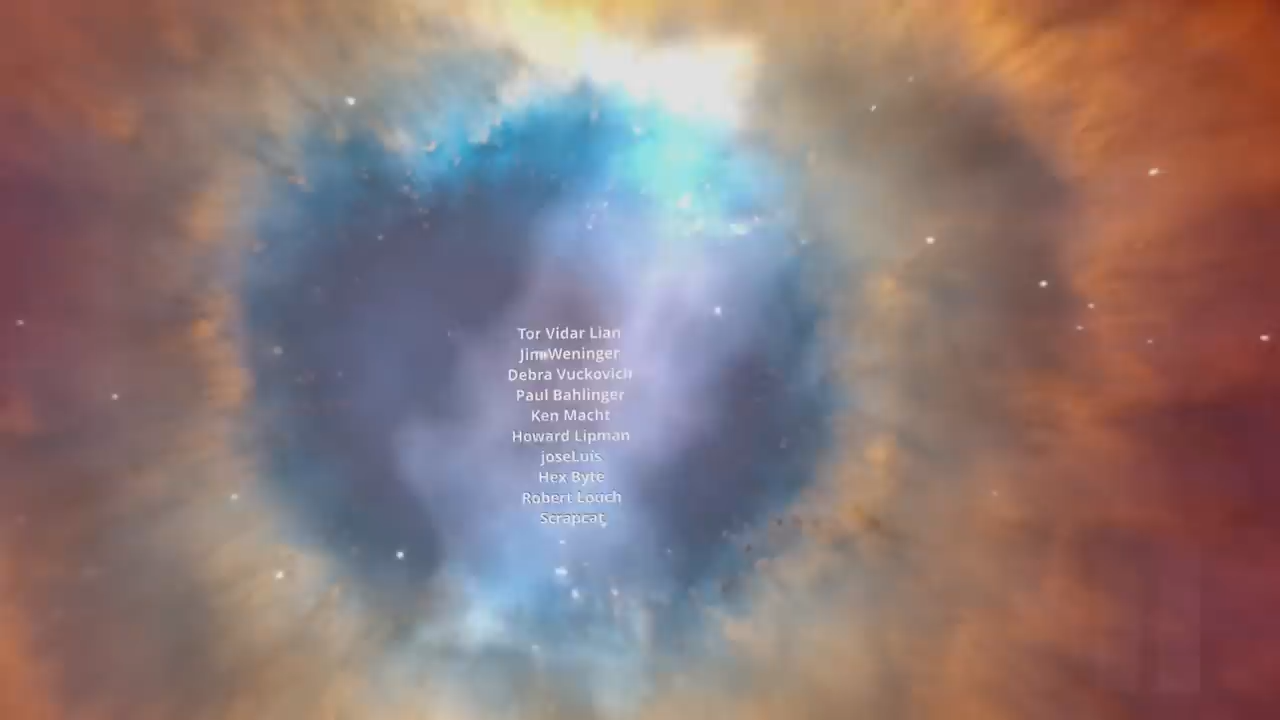 Tor Vidar Lian
Jim Weninger
Debra Vuckovich
Paul Bahlinger
Ken Macht
Howard Lipman
joseLuis
Hex Byte
Robert Louch
Scrapcat